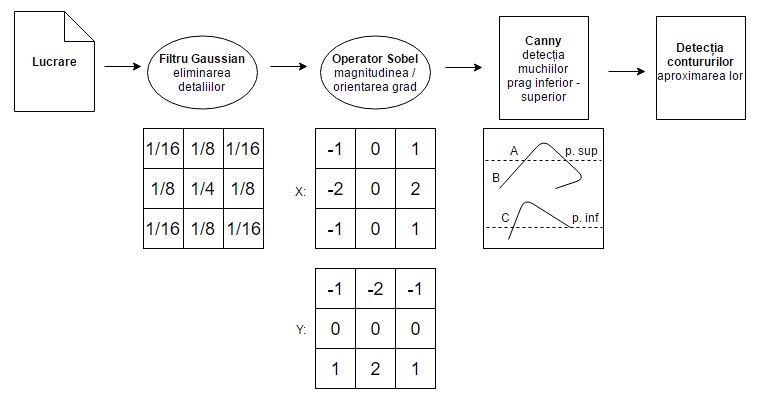 Lucrare
Filtru Gaussian
eliminarea
detaliilor
Operator Sobel
magnitudinea /
orientarea grad
Canny
detecția
muchiilor
prag inferior -
superior
Detecția
contururilor
aproximarea lor
1/16 1/8 1/16
1/8 1/4 1/8
1/16 1/8 1/16
X:
-1 0 1
-2 0 2
-1 0 1
A p. sup
B
C p. inf
Y:
-1 -2 -1
0 0 0
1 2 1